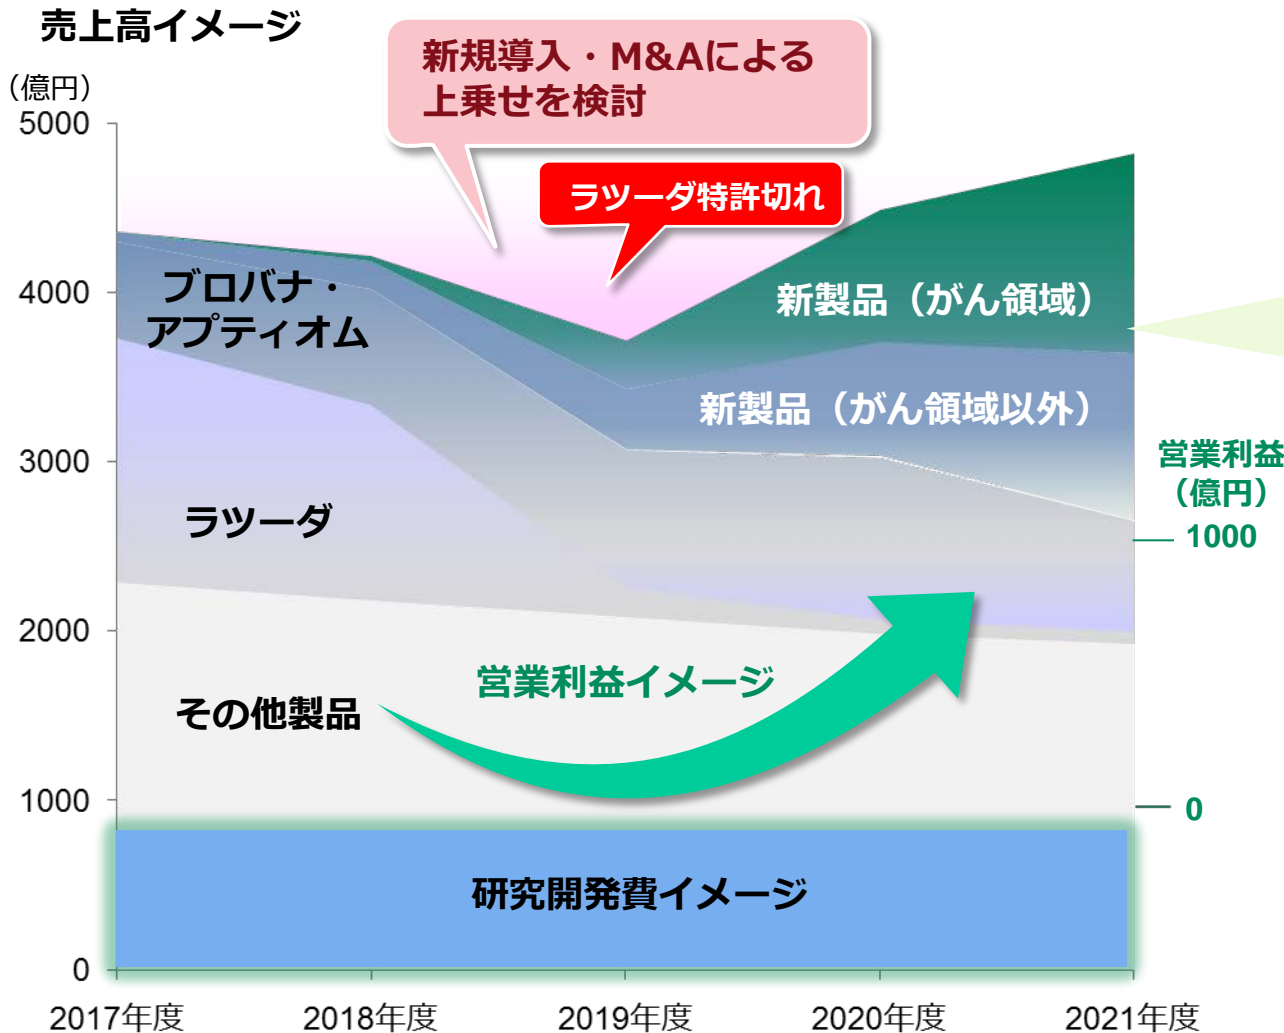 売上高イメージ
（億円）
新規導入・M&Aによる
上乗せを検討
ラツーダ特許切れ
5000
4000
3000
2000
1000
0
ブロバナ・
アプティオム
ラツーダ
その他製品
新製品（がん領域）
新製品（がん領域以外）
営業利益イメージ
研究開発費イメージ
営業利益
（億円）
1000
0
2017年度
2018年度
2019年度
2020年度
2021年度